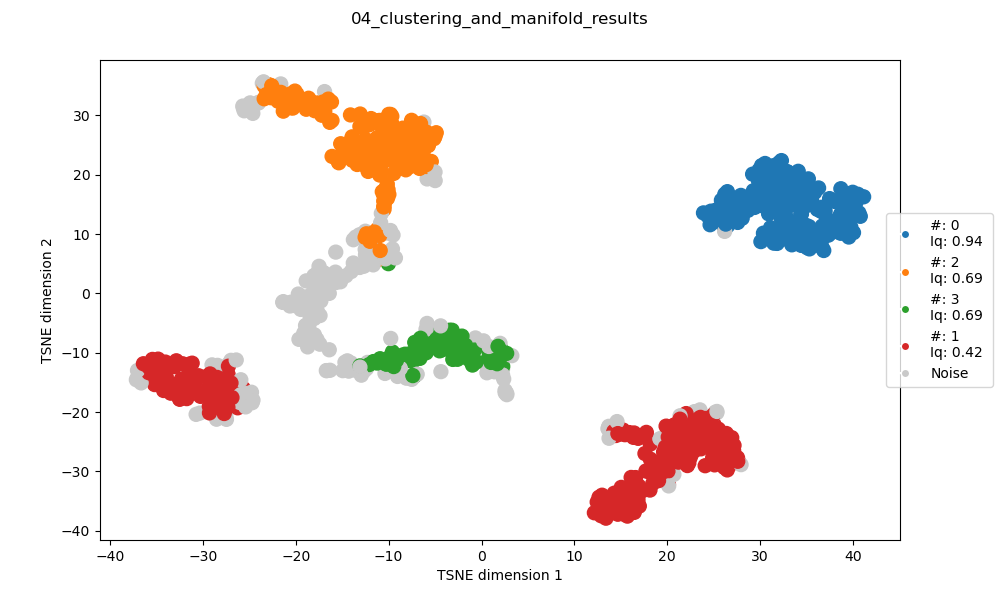 04_clustering_and_manifold_results
TSNE dimension 2
30
20
10
0
−10
−20
−30
−40
−40
−30
−20
−10
0
10
20
30
40
TSNE dimension 1
#: 0
Iq: 0.94
#: 2
Iq: 0.69
#: 3
Iq: 0.69
#: 1
Iq: 0.42
Noise